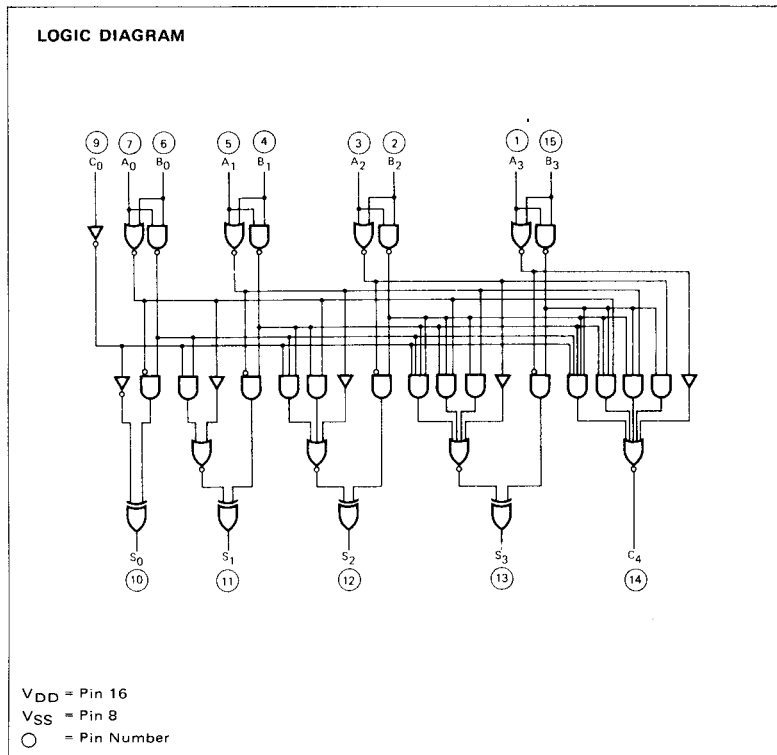 LOGIC DIAGRAM
9 7 6 5 4 3 2 1 15
C0 A0 B0 A1 B1 A2 B2 A3 B3
S0 S1 S2 S3 C4
10 11 12 13 14
VDD = Pin 16
VSS = Pin 8
○ = Pin Number